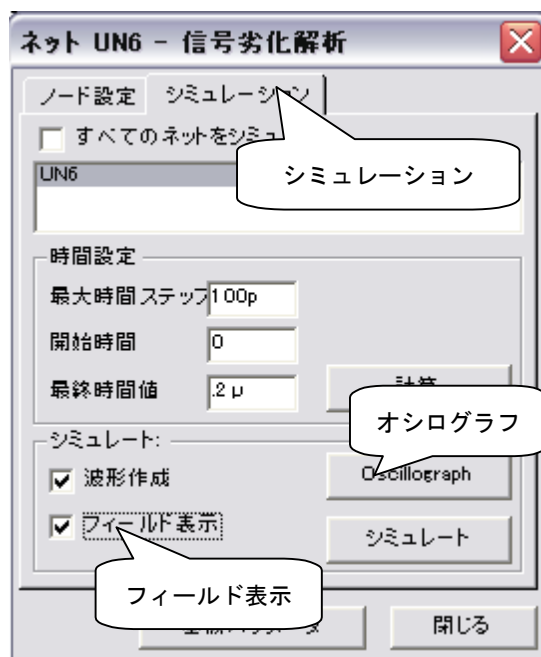 ネット UN6 - 信号劣化解析
ノード設定 シミュレーション
すべてのネットをシミュ
シミュレーション
UN6
時間設定
最大時間ステップ 100p
開始時間 0
最終時間値 .2 μ
計算
オシログラフ
シミュレート:
波形作成 Oscillograph
フィールド表示 シミュレート
フィールド表示
閉じる